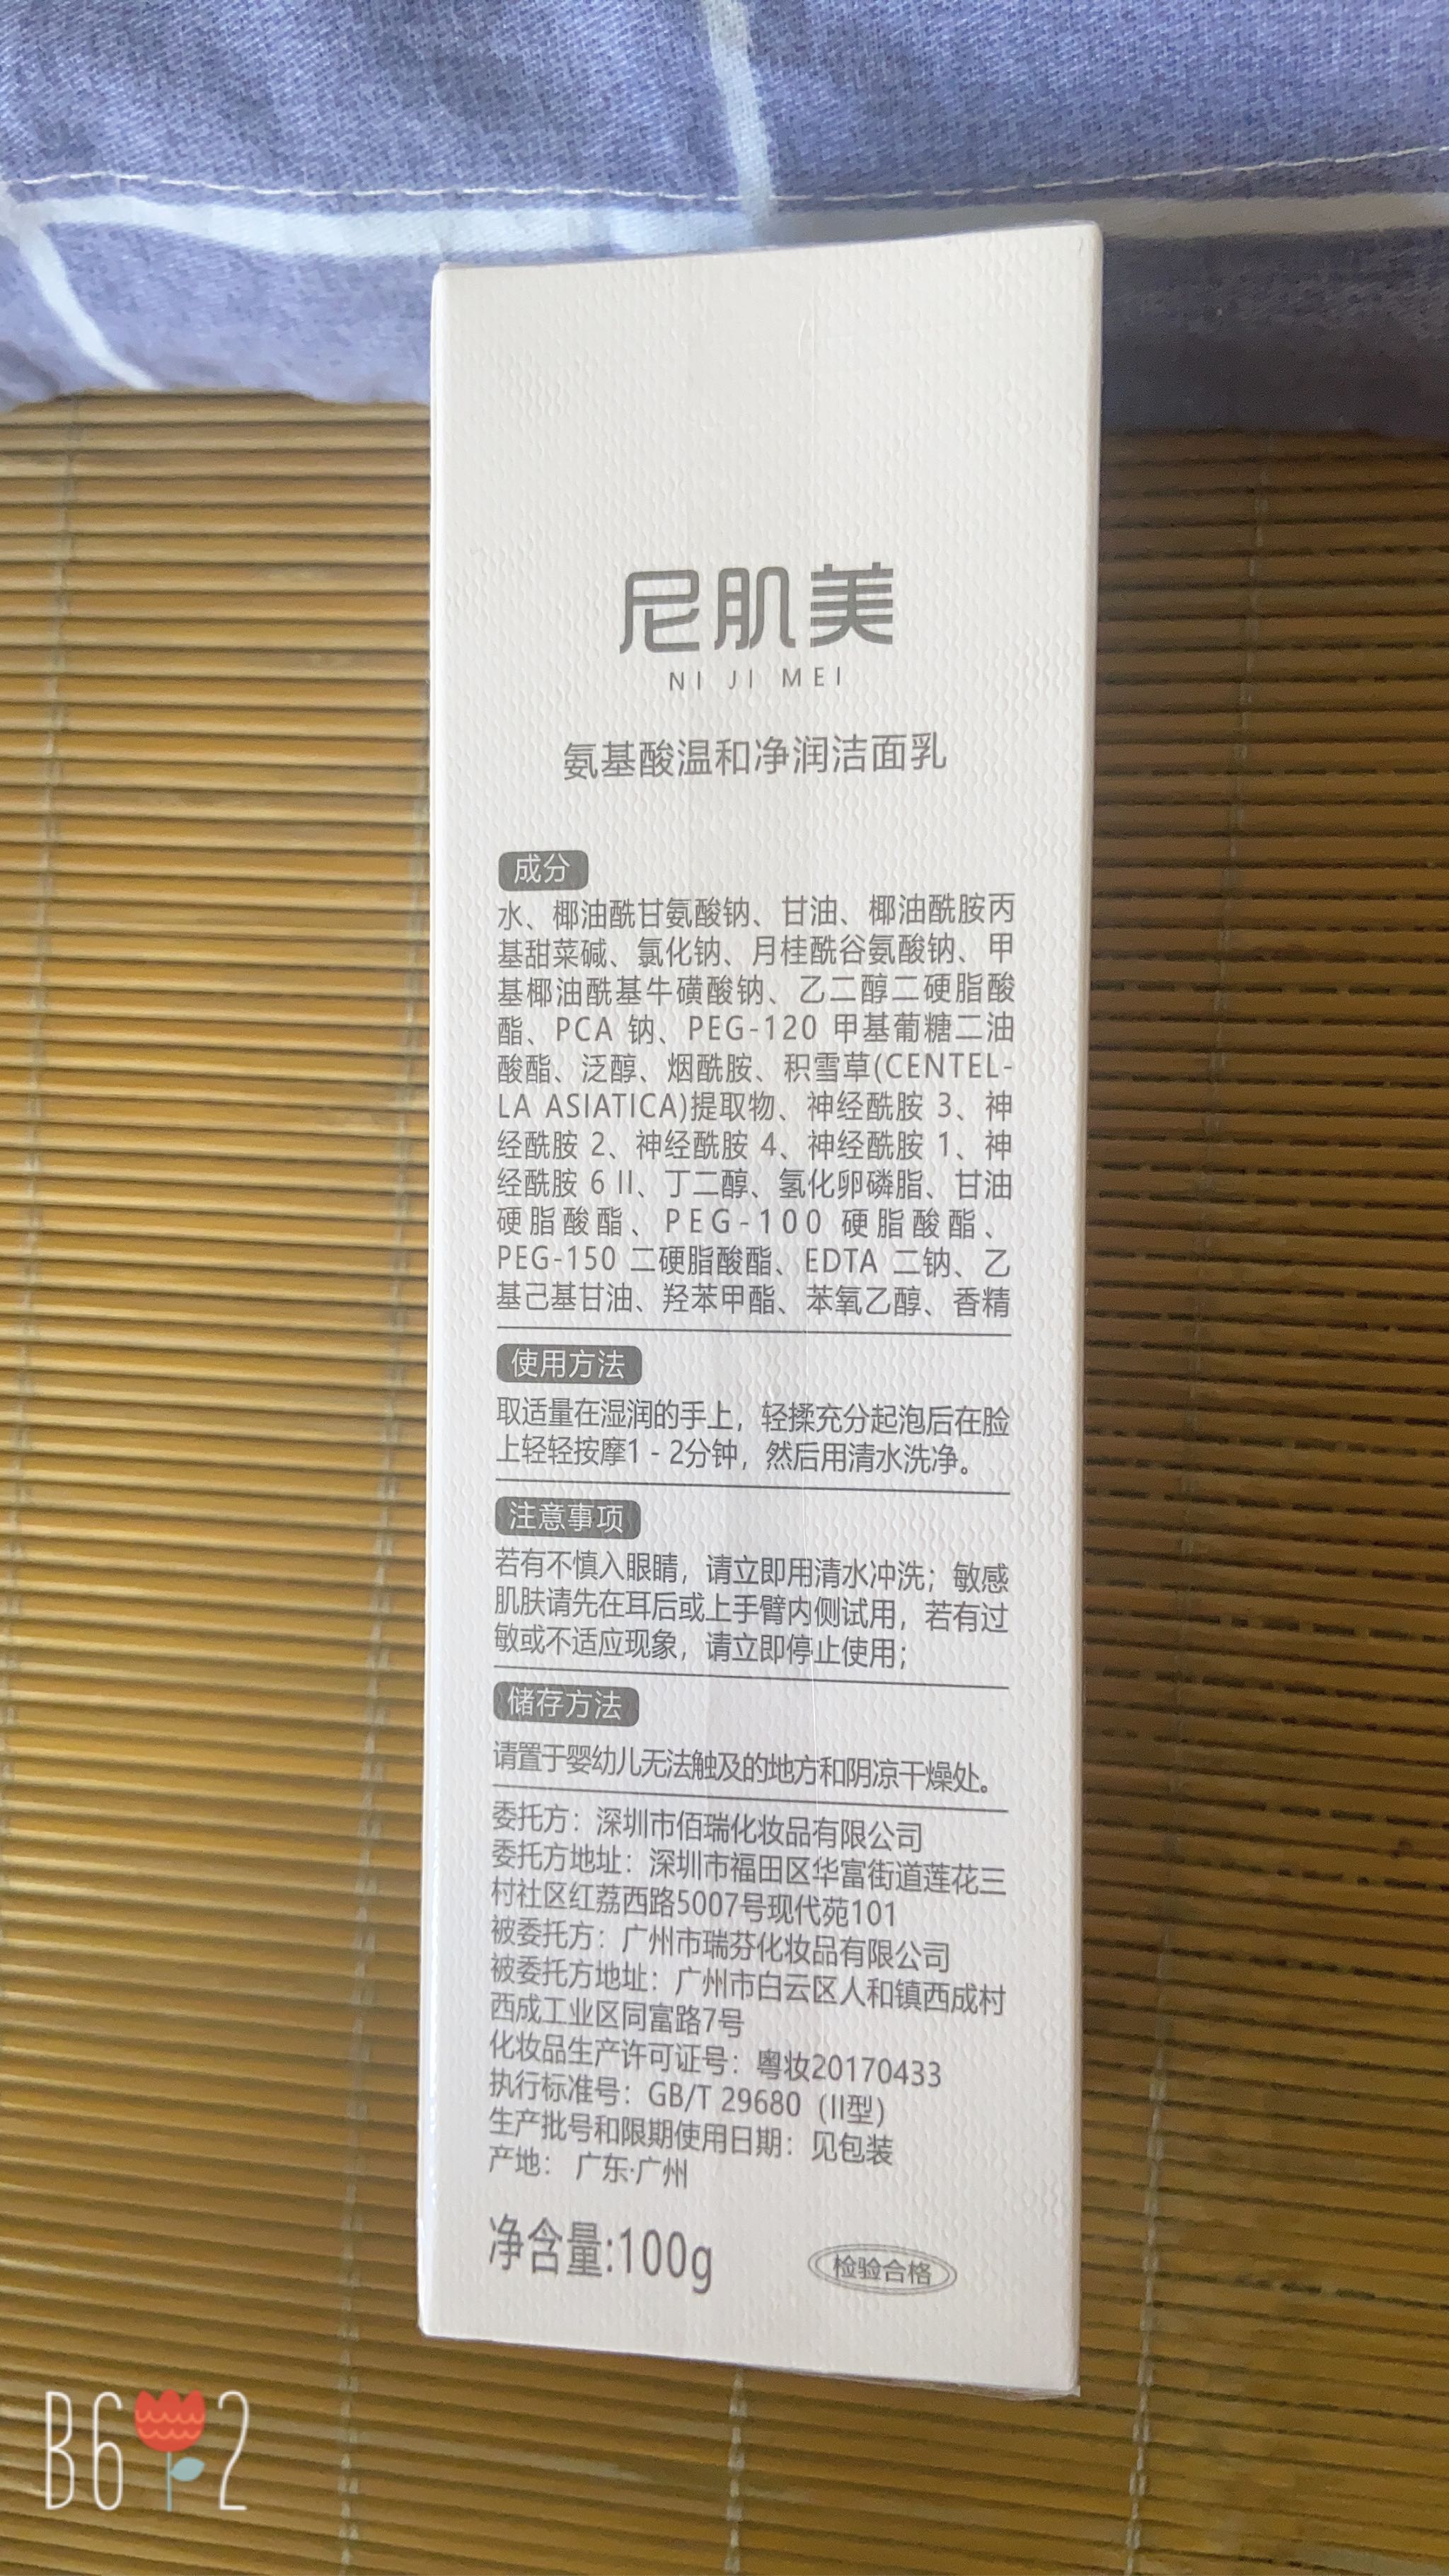 尼肌美
NI JI MEI
氨基酸温和净润洁面乳
成分
水、椰油酰甘氨酸钠、甘油、椰油酰胺丙
基甜菜碱、氯化钠、月桂酰谷氨酸钠、甲
基椰油酰基牛磺酸钠、乙二醇二硬脂酸
酯、PCA 钠、PEG-120 甲基葡糖二油
酸酯、泛醇、烟酰胺、积雪草(CENTEL-
LA ASIATICA)提取物、神经酰胺 3、神
经酰胺 2、神经酰胺 4、神经酰胺 1、神
经酰胺 6 II、丁二醇、氢化卵磷脂、甘油
硬脂酸酯、PEG-100 硬脂酸酯、
PEG-150 二硬脂酸酯、EDTA 二钠、乙
基己基甘油、羟苯甲酯、苯氧乙醇、香精
使用方法
取适量在湿润的手上，轻揉充分起泡后在脸
上轻轻按摩1 - 2分钟，然后用清水洗净。
注意事项
若有不慎入眼睛，请立即用清水冲洗；敏感
肌肤请先在耳后或上手臂内侧试用，若有过
敏或不适应现象，请立即停止使用；
储存方法
请置于婴幼儿无法触及的地方和阴凉干燥处。
委托方：深圳市佰瑞化妆品有限公司
委托方地址：深圳市福田区华富街道莲花三
村社区红荔西路5007号现代苑101
被委托方：广州市瑞芬化妆品有限公司
被委托方地址：广州市白云区人和镇西成村
西成工业区同富路7号
化妆品生产许可证号：粤妆20170433
执行标准号：GB/T 29680（II型）
生产批号和限期使用日期：见包装
产地： 广东·广州
净含量:100g
检验合格
B612